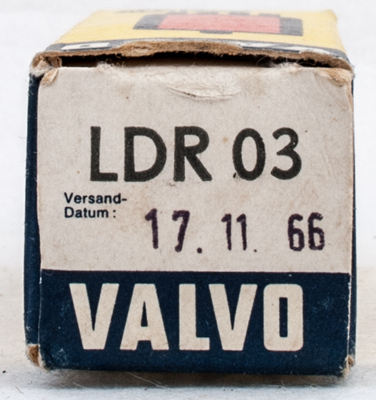 LDR 03
Versand-
Datum :
17. 11. 66
VALVO